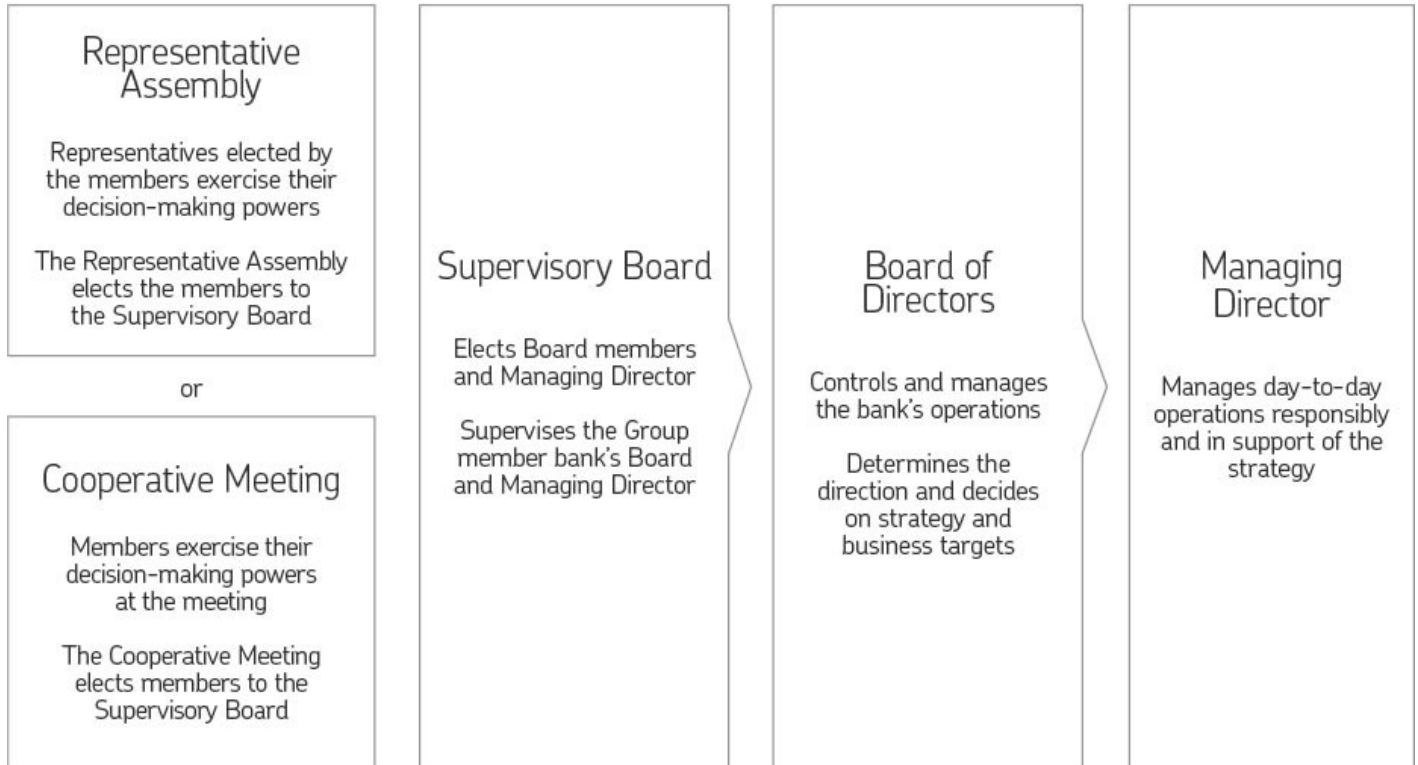 Representative
Assembly
Representatives elected by
the members exercise their
decision-making powers
The Representative Assembly
elects the members to
the Supervisory Board
or
Cooperative Meeting
Members exercise their
decision-making powers
at the meeting
The Cooperative Meeting
elects members to the
Supervisory Board
Supervisory Board
Elects Board members
and Managing Director
Supervises the Group
member bank's Board
and Managing Director
Board of
Directors
Controls and manages
the bank's operations
Determines the
direction and decides
on strategy and
business targets
Managing
Director
Manages day-to-day
operations responsibly
and in support of the
strategy